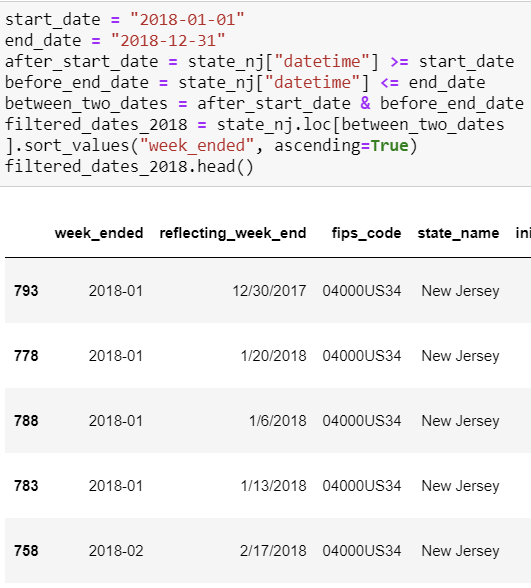 start_date = "2018-01-01"
end_date = "2018-12-31"
after_start_date = state_nj["datetime"] >= start_date
before_end_date = state_nj["datetime"] <= end_date
between_two_dates = after_start_date & before_end_date
filtered_dates_2018 = state_nj.loc[between_two_dates
].sort_values("week_ended", ascending=True)
filtered_dates_2018.head()
week_ended reflecting_week_end fips_code state_name ini
793 2018-01 12/30/2017 04000US34 New Jersey
778 2018-01 1/20/2018 04000US34 New Jersey
788 2018-01 1/6/2018 04000US34 New Jersey
783 2018-01 1/13/2018 04000US34 New Jersey
758 2018-02 2/17/2018 04000US34 New Jersey